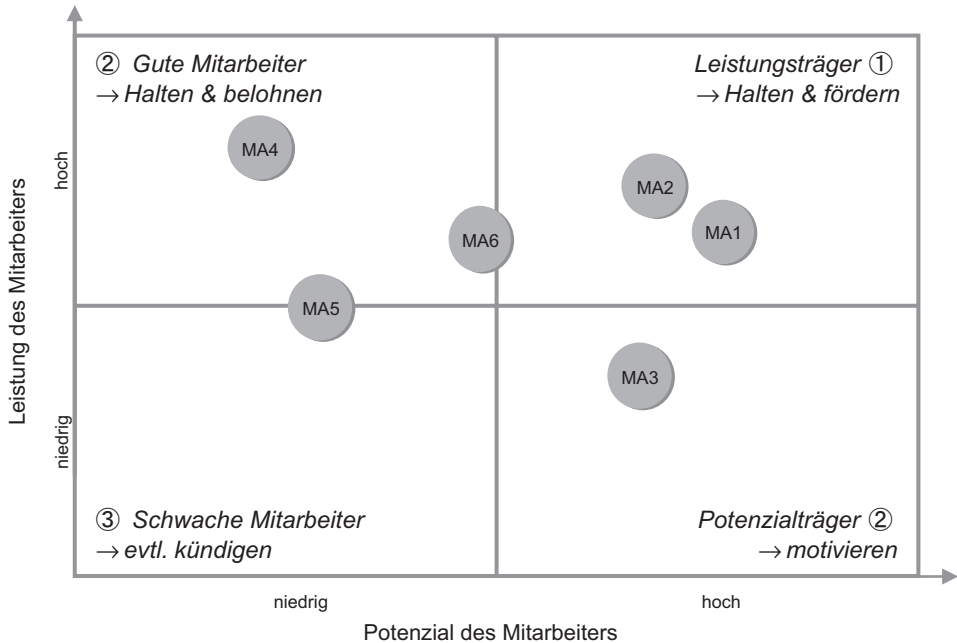 ② Gute Mitarbeiter
→ Halten & belohnen
Leistungsträger ①
→ Halten & fördern
MA4
MA2
MA1
MA6
MA5
MA3
hoch
Leistung des Mitarbeiters
niedrig
③ Schwache Mitarbeiter
→ evtl. kündigen
Potenzialträger ②
→ motivieren
niedrig
hoch
Potenzial des Mitarbeiters